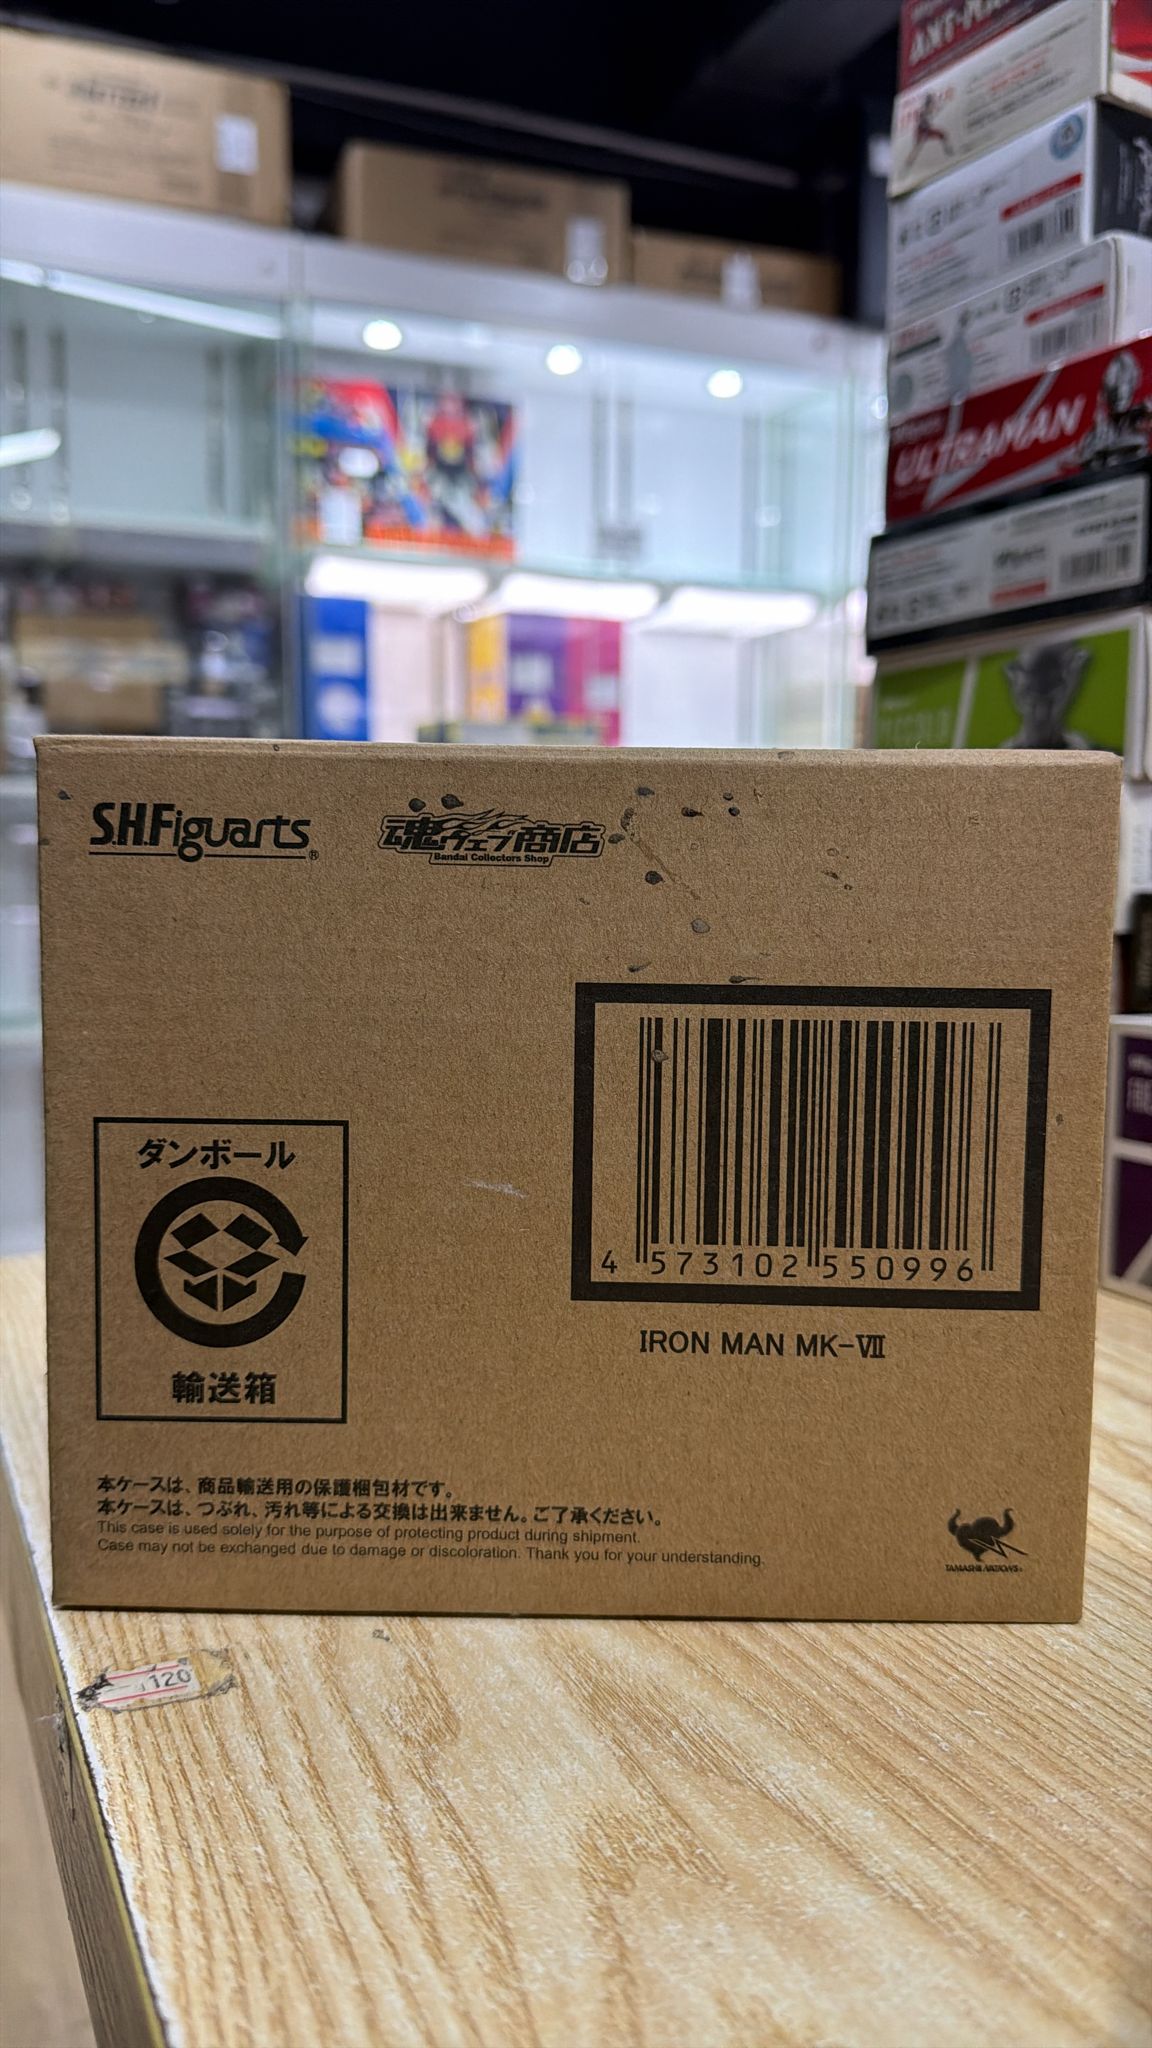 ULTRAMAN
PICCOLO
S.H.Figuarts®
魂ウェブ商店
Bandai Collectors Shop
ダンボール
輸送箱
4 573102 550996
IRON MAN MK-Ⅶ
本ケースは、商品輸送用の保護梱包材です。
本ケースは、つぶれ、汚れ等による交換は出来ません。ご了承ください。
This case is used solely for the purpose of protecting product during shipment.
Case may not be exchanged due to damage or discoloration. Thank you for your understanding.
TAMASHII NATIONS
120